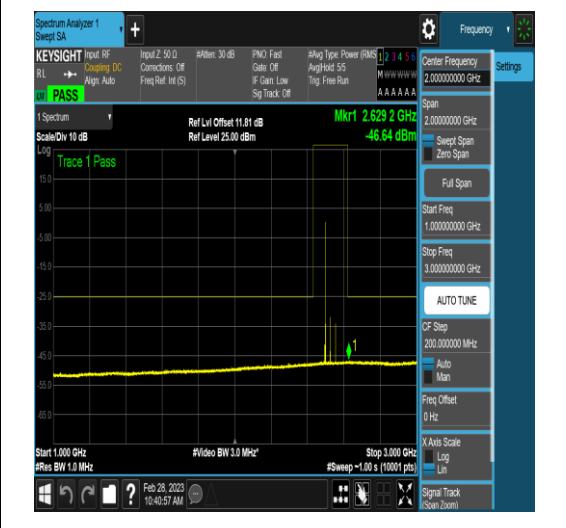 Spectrum Analyzer 1
Swept SA
Frequency
KEYSIGHT
RL
Input: RF
Coupling: DC
Align: Auto
Input Z: 50 Ω
Corrections: Off
Freq Ref: Int (S)
#Atten: 30 dB
PNO: Fast
Gate: Off
IF Gain: Low
Sig Track: Off
#Avg Type: Power (RMS
Avg|Hold: 5/5
Trig: Free Run
1 2 3 4 5 6
M W W W W W
A A A A A A
PASS
1 Spectrum
Scale/Div 10 dB
Ref Lvl Offset 11.81 dB
Ref Level 25.00 dBm
Mkr1 2.629 2 GHz
-46.64 dBm
Log
Trace 1 Pass
15.0
5.00
-5.00
-15.0
-25.0
-35.0
-45.0
-55.0
-65.0
1
Start 1.000 GHz
#Res BW 1.0 MHz
#Video BW 3.0 MHz*
Stop 3.000 GHz
#Sweep ~1.00 s (10001 pts)
Feb 28, 2023
10:40:57 AM
?
Center Frequency
2.000000000 GHz
Settings
Span
2.00000000 GHz
Swept Span
Zero Span
Full Span
Start Freq
1.000000000 GHz
Stop Freq
3.000000000 GHz
AUTO TUNE
CF Step
200.000000 MHz
Auto
Man
Freq Offset
0 Hz
X Axis Scale
Log
Lin
Signal Track
(Span Zoom)